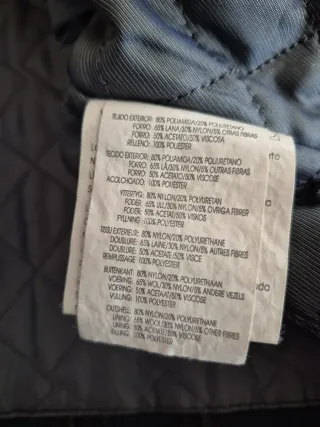 TEJIDO EXTERIOR: 80% POLIAMIDA/20% POLIURETANO
FORRO: 65% LANA/30% NYLON/5% OUTRAS FIBRAS
FORRO: 50% ACETATO/50% VISCOSA
RELLENO: 100% POLIESTER
TECIDO EXTERIOR: 80% POLIAMIDA/20% POLIURETANO
FORRO: 65% LÃ/30% NYLON/5% OUTRAS FIBRAS
FORRO: 50% ACETATO/50% VISCOSE
ACOLCHOADO: 100% POLIESTER
YTTERTYG: 80% NYLON/20% POLYURETAN
FODER: 65% ULL/30% NYLON/5% ÖVRIGA FIBRER
FODER: 50% ACETAT/50% VISKOS
FYLLNING: 100% POLYESTER
TISSU EXTERIEUR: 80% NYLON/20% POLYURETHANE
DOUBLURE: 65% LAINE/30% NYLON/5% AUTRES FIBRES
DOUBLURE: 50% ACETATE/50% VISCE
REMPLISSAGE: 100% POLYESTER
BUITENKANT: 80% NYLON/20% POLYURETHAAN
VOERING: 65% WOL/30% NYLON/5% ANDERE VEZELS
VOERING: 50% ACETAAT/50% VISCOSE
VULLING: 100% POLYESTER
OUTSHELL: 80% NYLON/20% POLYURETHANE
LINING: 65% WOOL/30% NYLON/5% OTHER FIBRES
LINING: 50% ACETATE/50% VISCOSE
FILLING: 100% POLYESTER